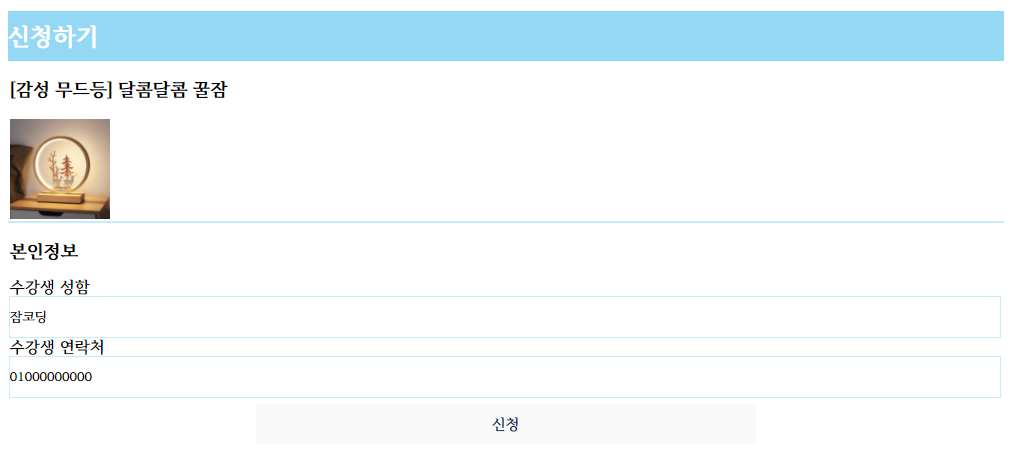 신청하기
[감성 무드등] 달콤달콤 꿀잠
본인정보
수강생 성함
잠코딩
수강생 연락처
01000000000
신청